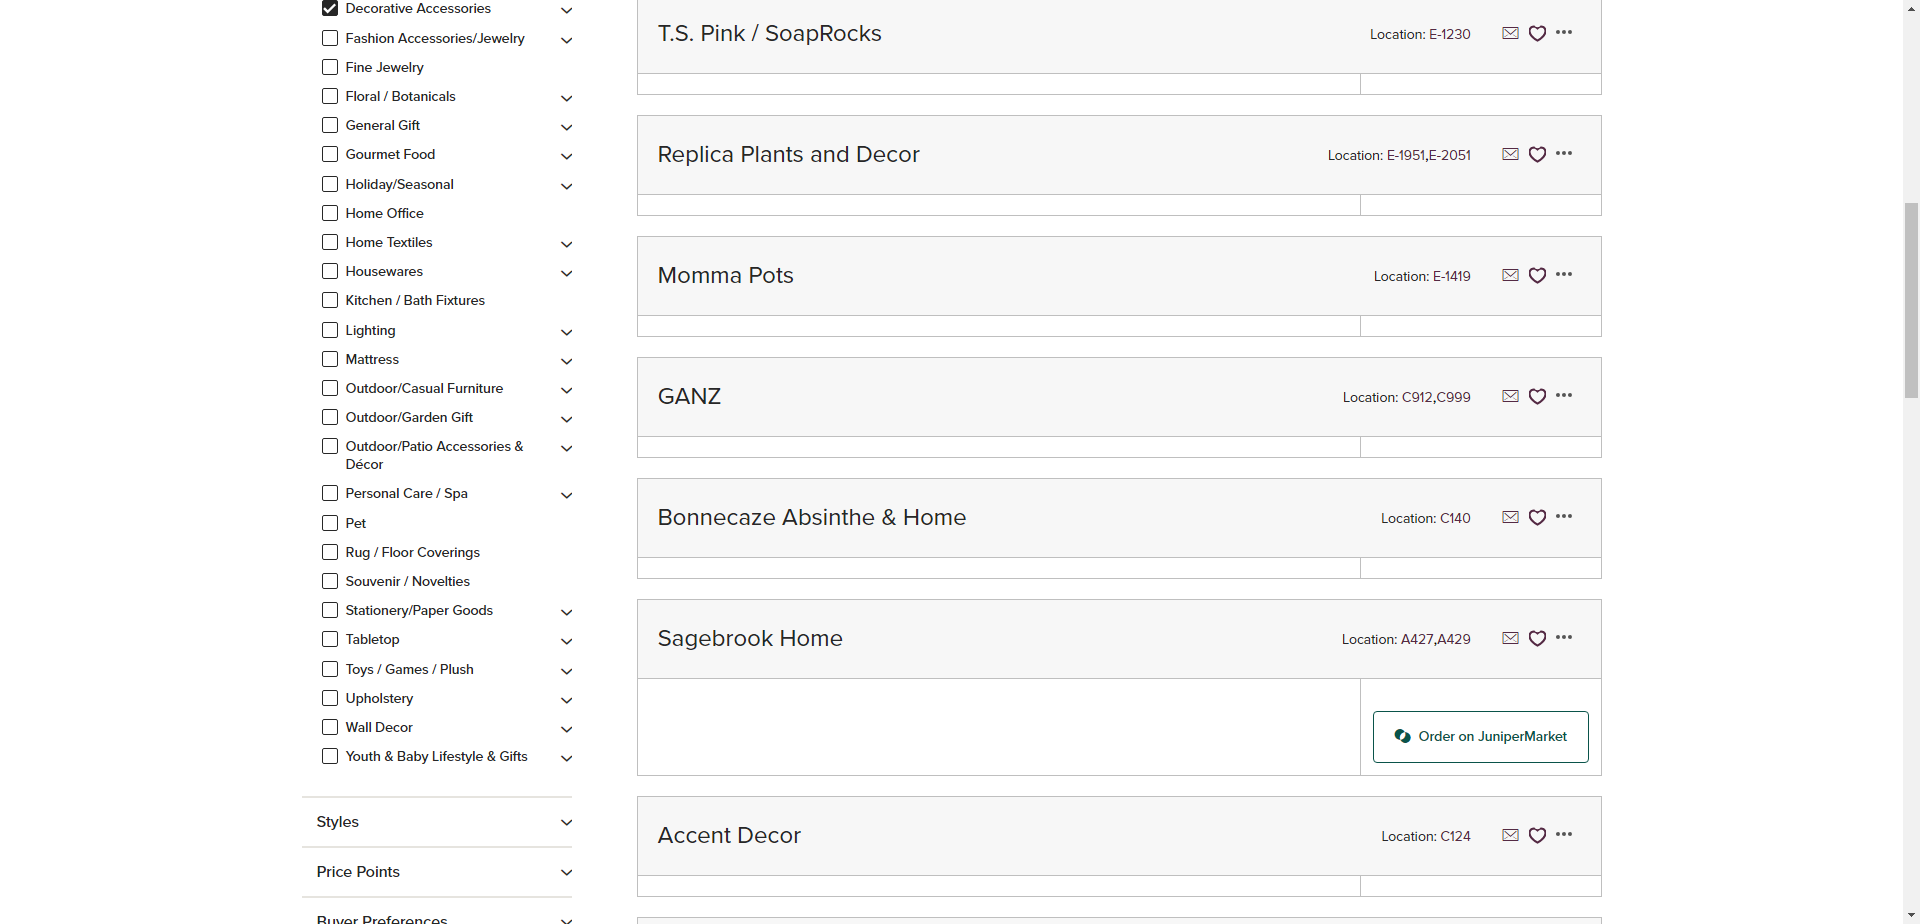 Decorative Accessories
Fashion Accessories/Jewelry
Fine Jewelry
Floral / Botanicals
General Gift
Gourmet Food
Holiday/Seasonal
Home Office
Home Textiles
Housewares
Kitchen / Bath Fixtures
Lighting
Mattress
Outdoor/Casual Furniture
Outdoor/Garden Gift
Outdoor/Patio Accessories &
Décor
Personal Care / Spa
Pet
Rug / Floor Coverings
Souvenir / Novelties
Stationery/Paper Goods
Tabletop
Toys / Games / Plush
Upholstery
Wall Decor
Youth & Baby Lifestyle & Gifts
Styles
Price Points
Buyer Preferences
T.S. Pink / SoapRocks
Location: E-1230
Replica Plants and Decor
Location: E-1951,E-2051
Momma Pots
Location: E-1419
GANZ
Location: C912,C999
Bonnecaze Absinthe & Home
Location: C140
Sagebrook Home
Location: A427,A429
Order on JuniperMarket
Accent Decor
Location: C124